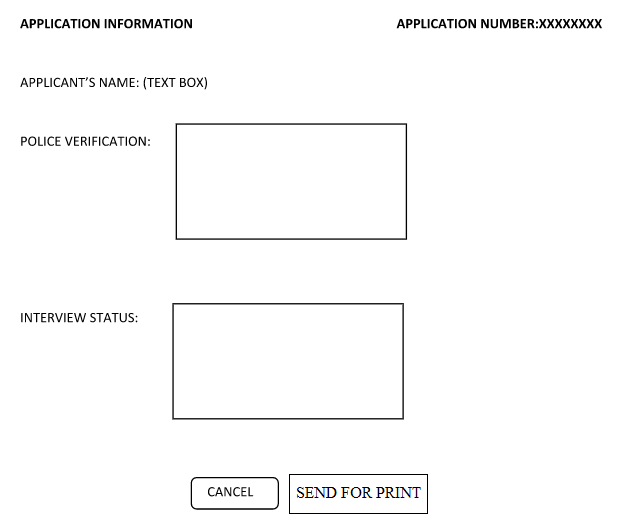 APPLICATION INFORMATION APPLICATION NUMBER:XXXXXXXX
APPLICANT’S NAME: (TEXT BOX)
POLICE VERIFICATION:
INTERVIEW STATUS:
CANCEL SEND FOR PRINT